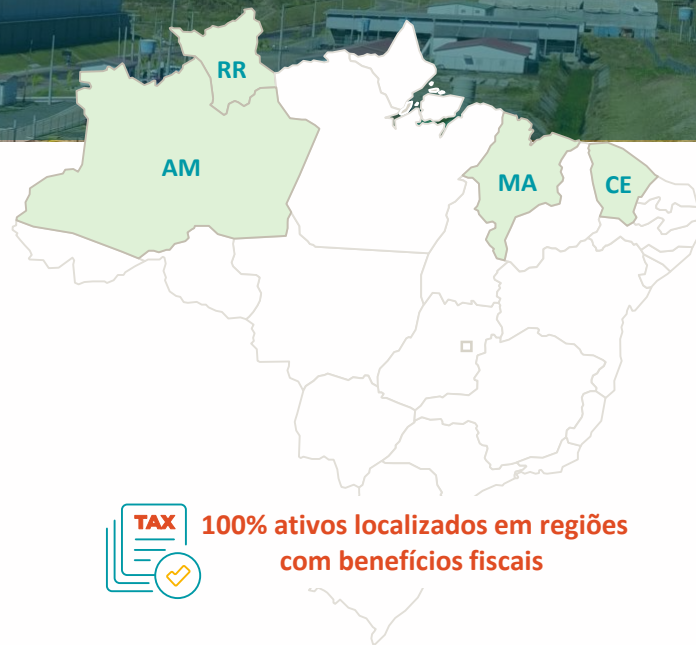 RR
AM
MA
CE
TAX
100% ativos localizados em regiões
com benefícios fiscais